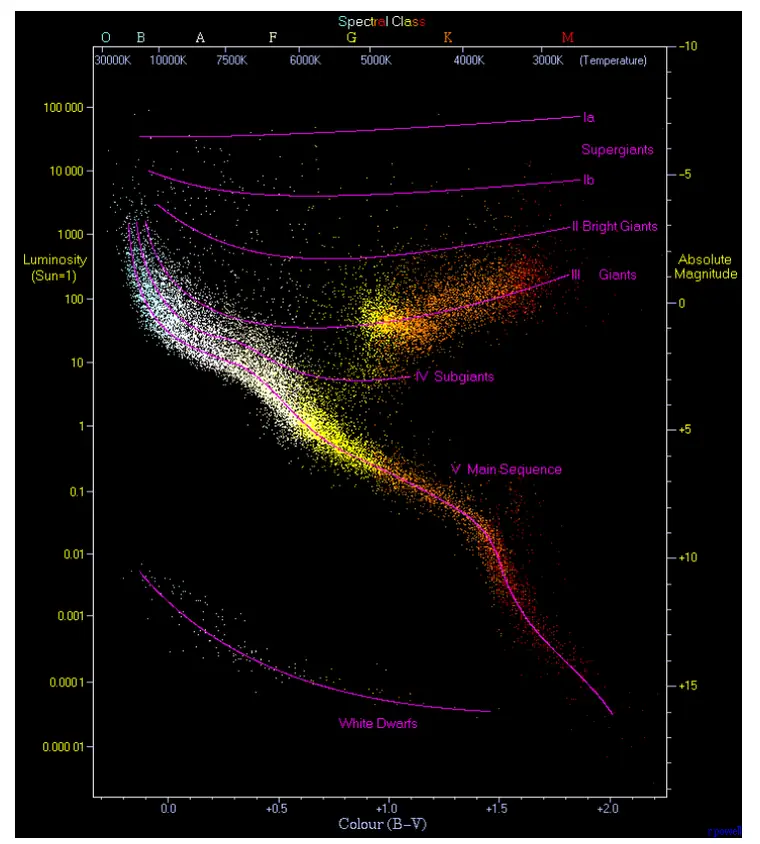 Spectral Class
O B A F G K M
30000K 10000K 7500K 6000K 5000K 4000K 3000K (Temperature)
-10
100 000
Ia
Supergiants
10 000
-5
Ib
1000
II Bright Giants
Luminosity
(Sun=1)
Absolute
Magnitude
III Giants
100
0
10
IV Subgiants
1
+5
V Main Sequence
0.1
0.01
+10
0.001
0.0001
+15
White Dwarfs
0.000 01
0.0 +0.5 +1.0 +1.5 +2.0
Colour (B-V)
r.powell